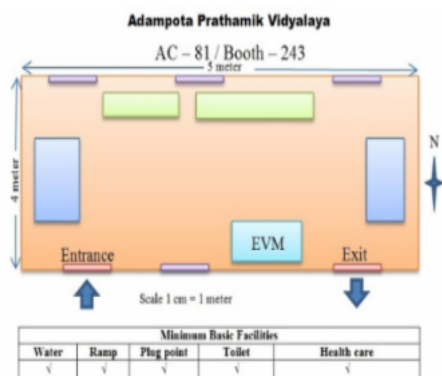 Adampota Prathamik Vidyalaya
AC – 81 / Booth – 243
5 meter
4 meter
N
EVM
Entrance
Exit
Scale 1 cm = 1 meter
Minimum Basic Facilities
Water Ramp Plug point Toilet Health care
√ √ √ √ √